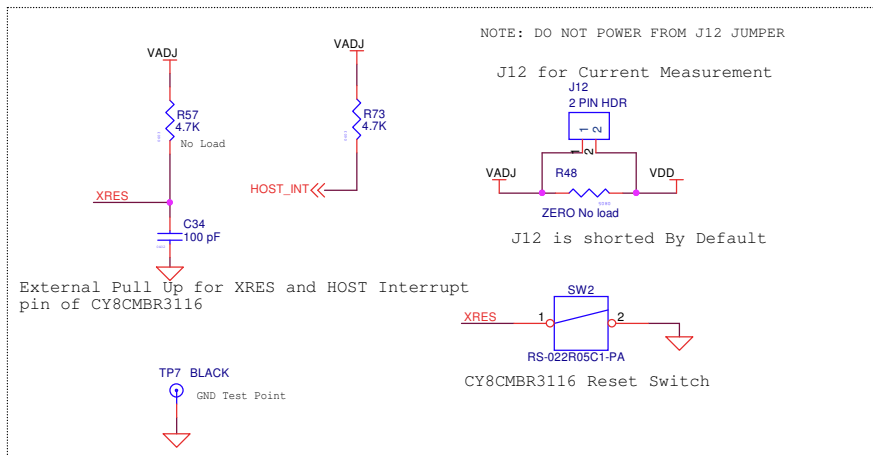 NOTE: DO NOT POWER FROM J12 JUMPER
VADJ
VADJ
J12 for Current Measurement
J12
2 PIN HDR
R57
4.7K
No Load
R73
4.7K
1 2
1 2
R48
VADJ
VDD
XRES
HOST_INT
ZERO No load
C34
100 pF
J12 is shorted By Default
External Pull Up for XRES and HOST Interrupt
pin of CY8CMBR3116
SW2
XRES
1
2
RS-022R05C1-PA
TP7 BLACK
CY8CMBR3116 Reset Switch
GND Test Point